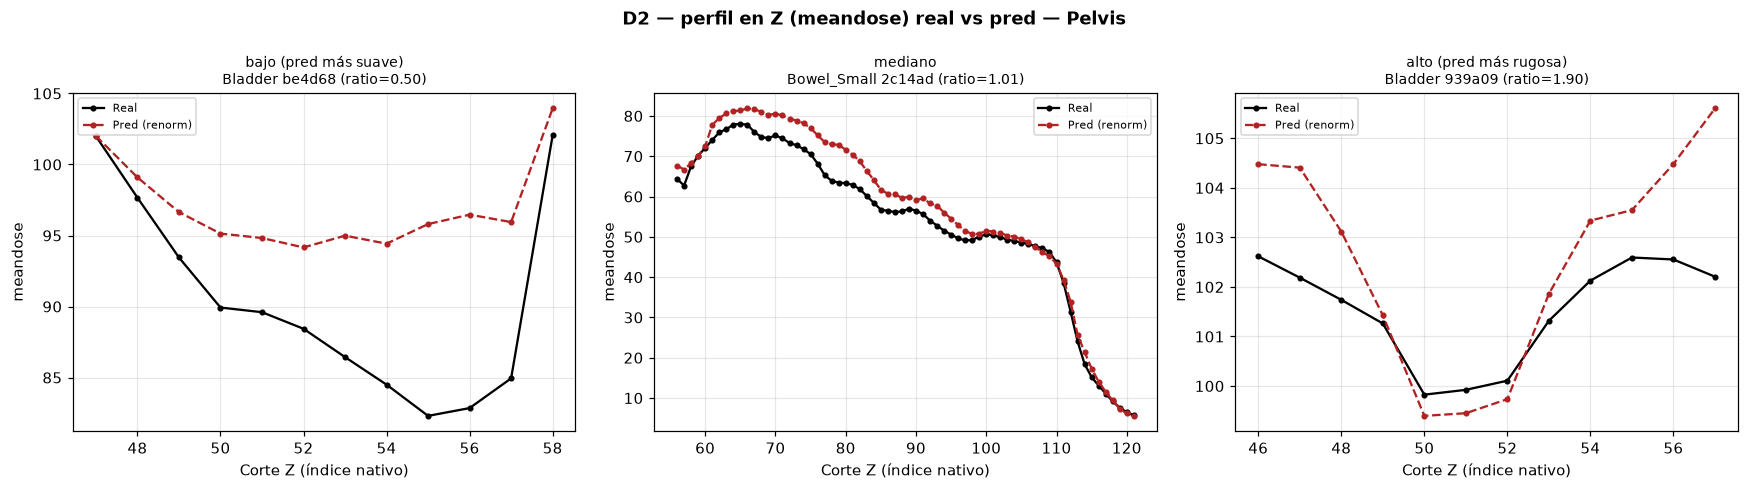 D2 — perfil en Z (meandose) real vs pred — Pelvis
bajo (pred más suave)
Bladder be4d68 (ratio=0.50)
105
100
95
90
85
meandose
Real
Pred (renorm)
48
50
52
54
56
58
Corte Z (índice nativo)
mediano
Bowel_Small 2c14ad (ratio=1.01)
80
70
60
50
40
30
20
10
meandose
Real
Pred (renorm)
60
70
80
90
100
110
120
Corte Z (índice nativo)
alto (pred más rugosa)
Bladder 939a09 (ratio=1.90)
105
104
103
102
101
100
meandose
Real
Pred (renorm)
46
48
50
52
54
56
Corte Z (índice nativo)